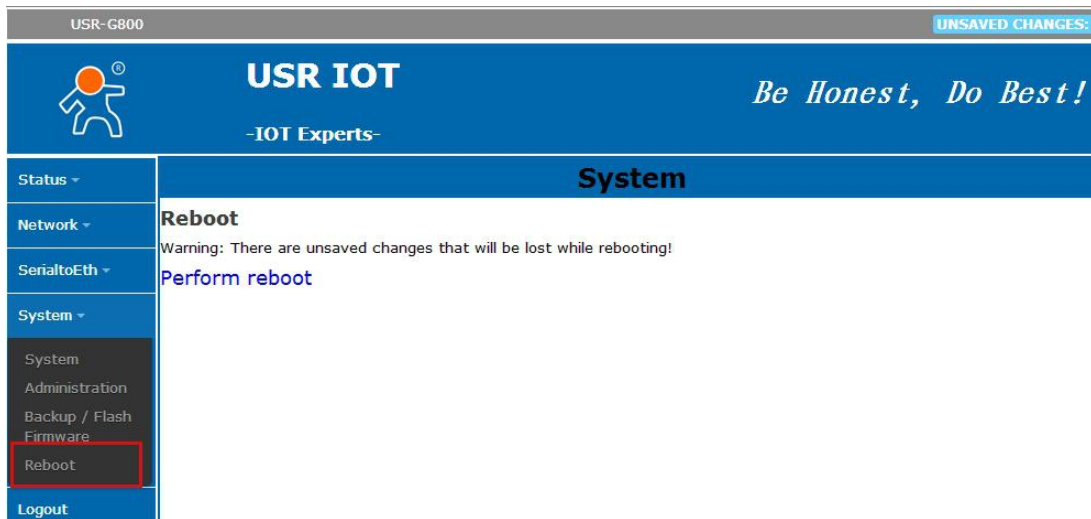 USR-G800
UNSAVED CHANGES:
®
USR IOT
Be Honest, Do Best!
-IOT Experts-
Status
System
Network
Reboot
Warning: There are unsaved changes that will be lost while rebooting!
SerialtoEth
Perform reboot
System
System
Administration
Backup / Flash
Firmware
Reboot
Logout